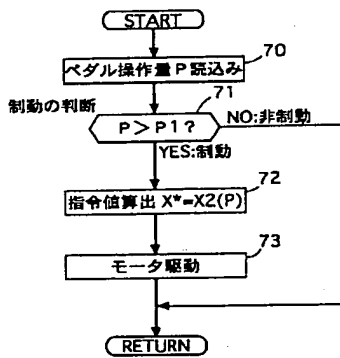 START
70
ペダル操作量P読込み
制動の判断
71
P>P1?
NO:非制動
YES:制動
72
指令値算出 X*=X2(P)
73
モータ駆動
RETURN